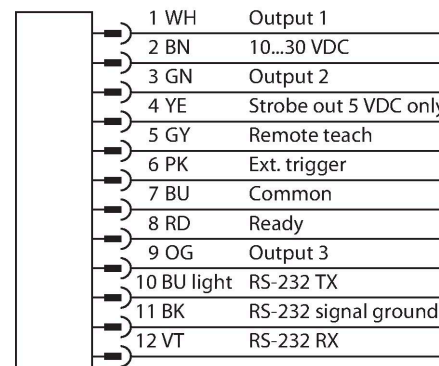 1 WH Output 1
2 BN 10...30 VDC
3 GN Output 2
4 YE Strobe out 5 VDC only
5 GY Remote teach
6 PK Ext. trigger
7 BU Common
8 RD Ready
9 OG Output 3
10 BU light RS-232 TX
11 BK RS-232 signal ground
12 VT RS-232 RX